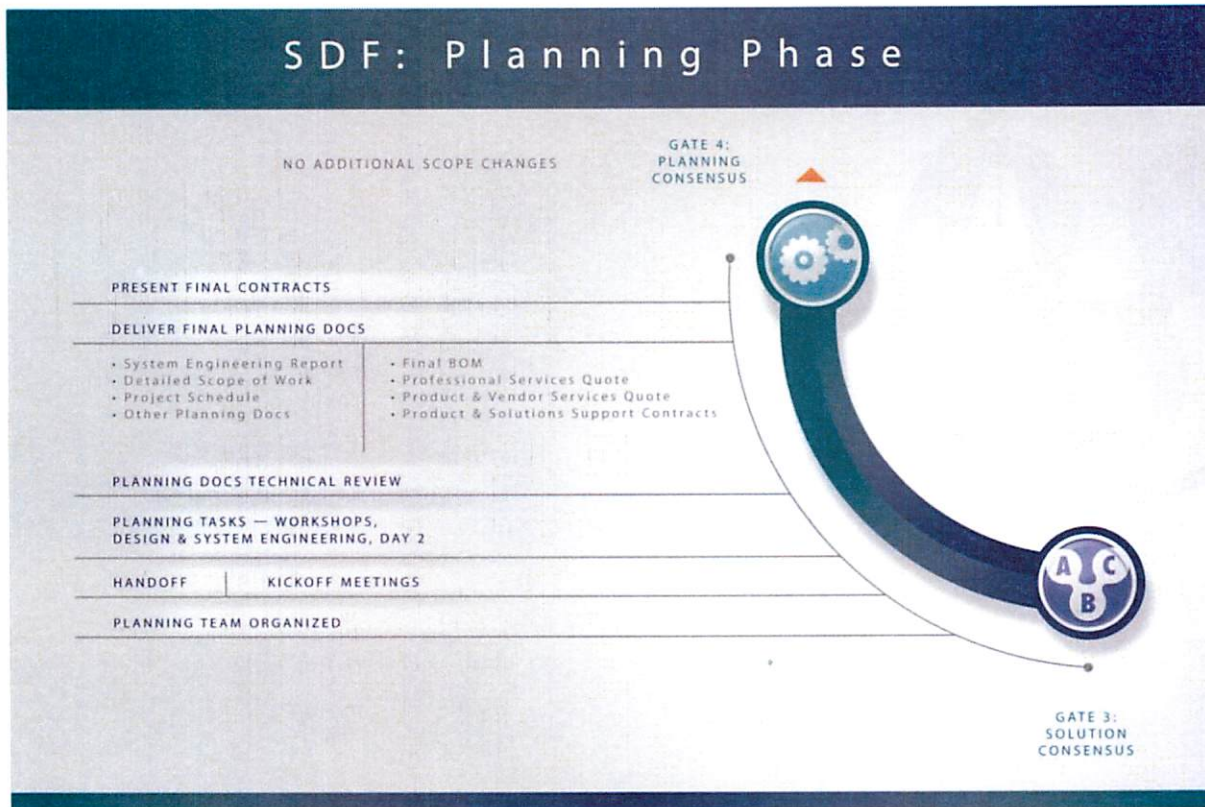 SDF: Planning Phase
NO ADDITIONAL SCOPE CHANGES
GATE 4:
PLANNING
CONSENSUS
PRESENT FINAL CONTRACTS
DELIVER FINAL PLANNING DOCS
• System Engineering Report
• Detailed Scope of Work
• Project Schedule
• Other Planning Docs
• Final BOM
• Professional Services Quote
• Product & Vendor Services Quote
• Product & Solutions Support Contracts
PLANNING DOCS TECHNICAL REVIEW
PLANNING TASKS — WORKSHOPS,
DESIGN & SYSTEM ENGINEERING, DAY 2
HANDOFF
KICKOFF MEETINGS
PLANNING TEAM ORGANIZED
A C
B
GATE 3:
SOLUTION
CONSENSUS